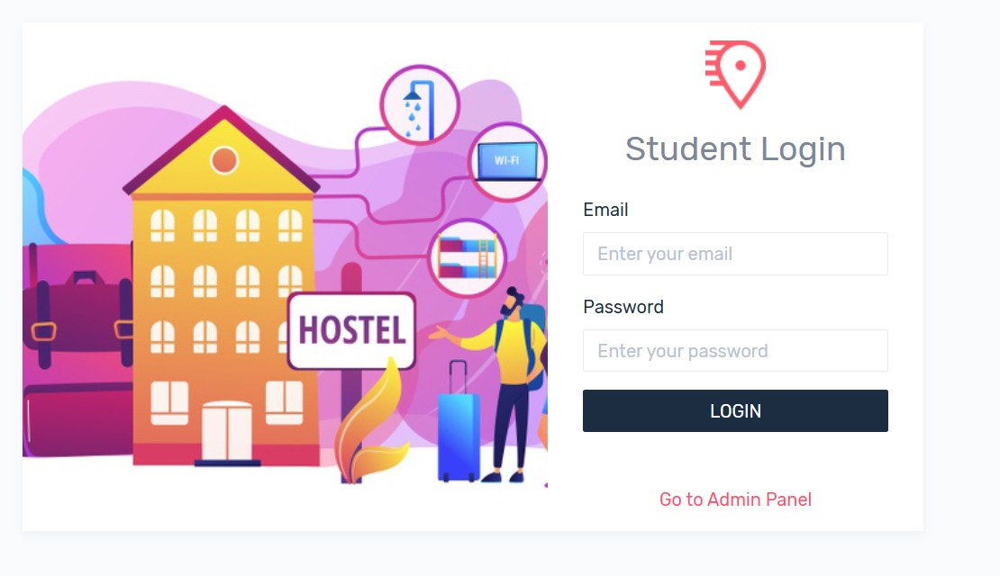 WI-FI
HOSTEL
Student Login
Email
Enter your email
Password
Enter your password
LOGIN
Go to Admin Panel